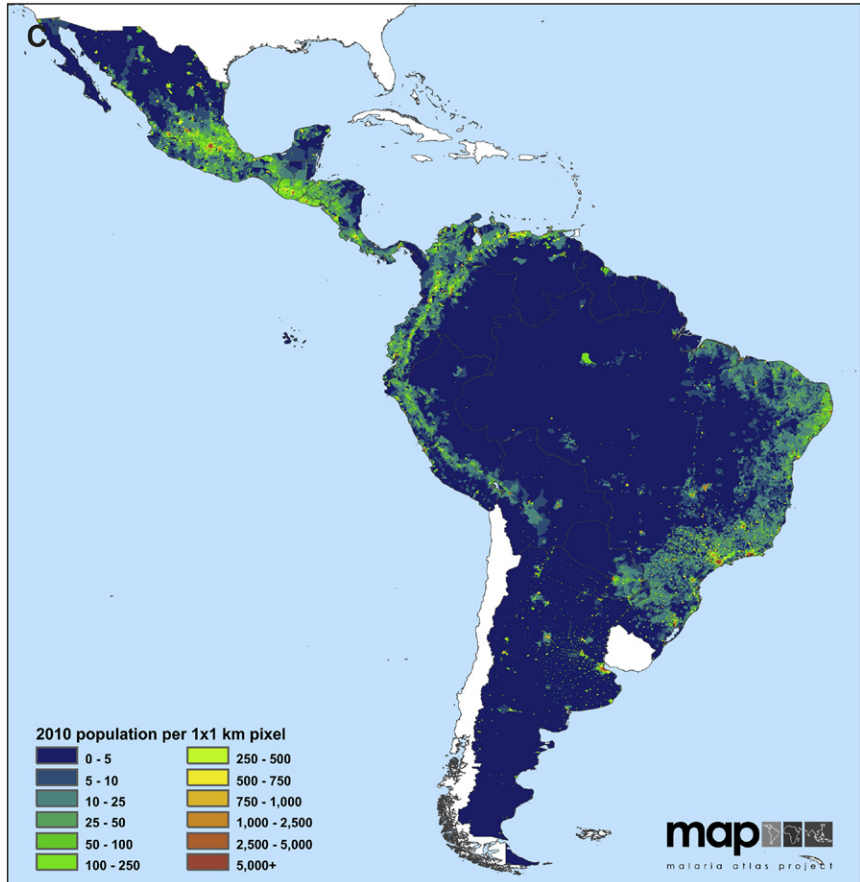 C
2010 population per 1x1 km pixel
0 - 5
5 - 10
10 - 25
25 - 50
50 - 100
100 - 250
250 - 500
500 - 750
750 - 1,000
1,000 - 2,500
2,500 - 5,000
5,000+
map
malaria atlas project